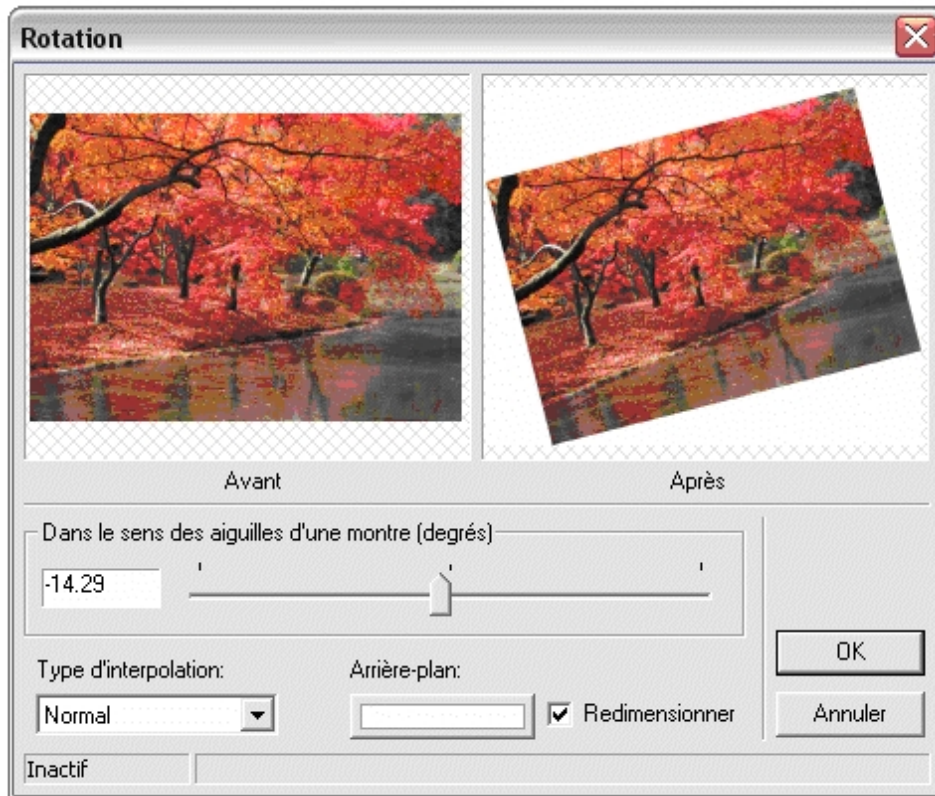 Rotation
Avant
Après
Dans le sens des aiguilles d'une montre (degrés)
-14.29
Type d'interpolation:
Arrière-plan:
OK
Normal
Redimensionner
Annuler
Inactif